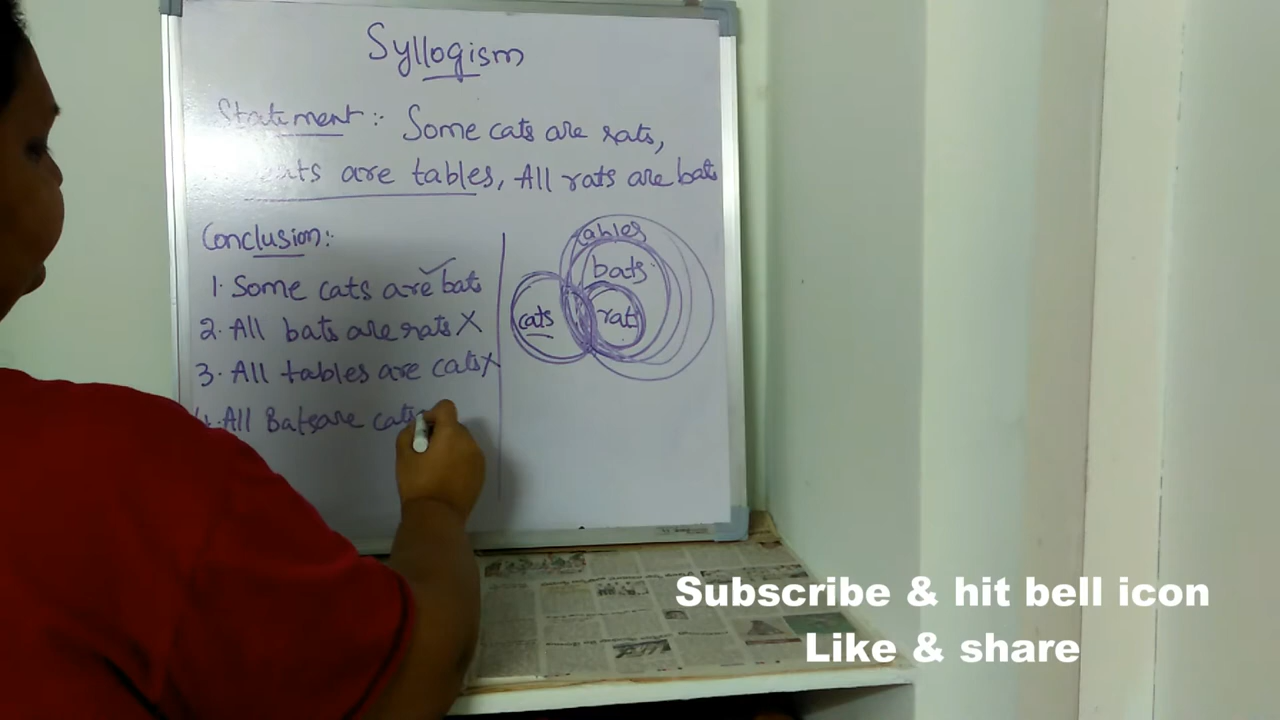 Syllogism
Statement:- Some cats are rats,
are tables, All rats are bats
Conclusion:-
1. Some cats are bats
2. All bats are rats X
3. All tables are cats X
4. All Bats are cats
tables
bats
cats
rats
Subscribe & hit bell icon
Like & share